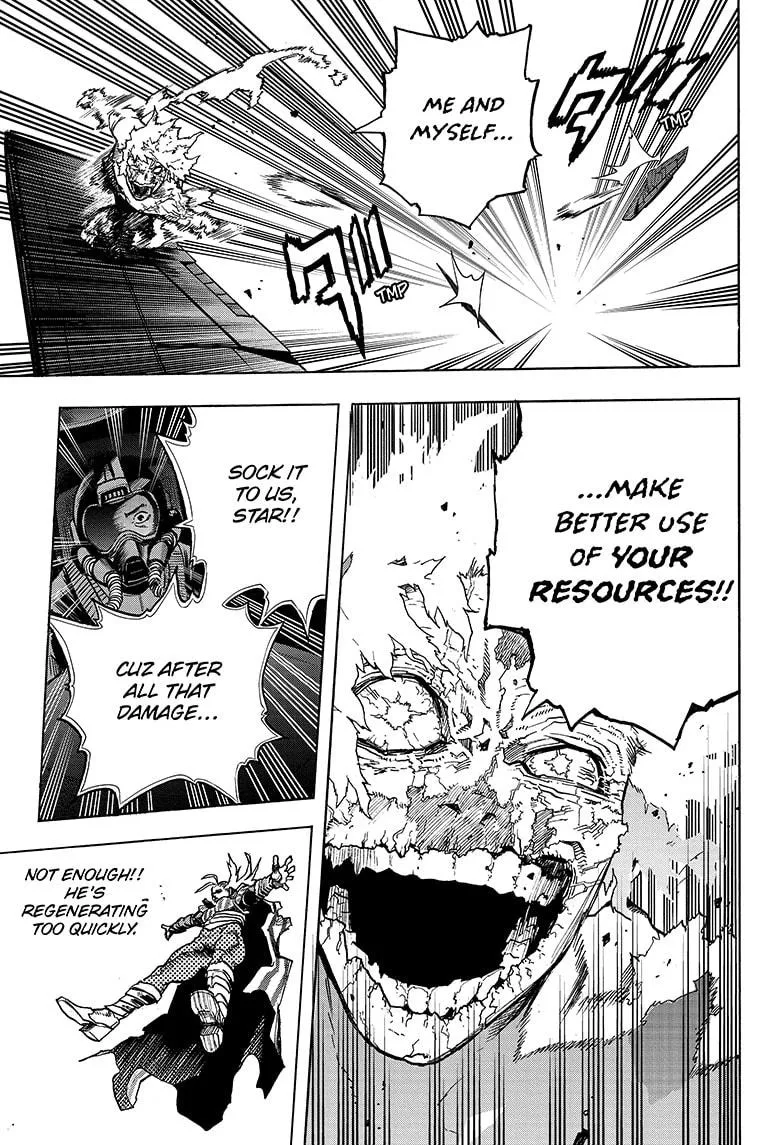 TMP
ME AND
MYSELF...
TMP
...MAKE
BETTER USE
OF YOUR
RESOURCES!!
SOCK IT
TO US,
STAR!!
CUZ AFTER
ALL THAT
DAMAGE...
NOT ENOUGH!!
HE'S
REGENERATING
TOO QUICKLY.